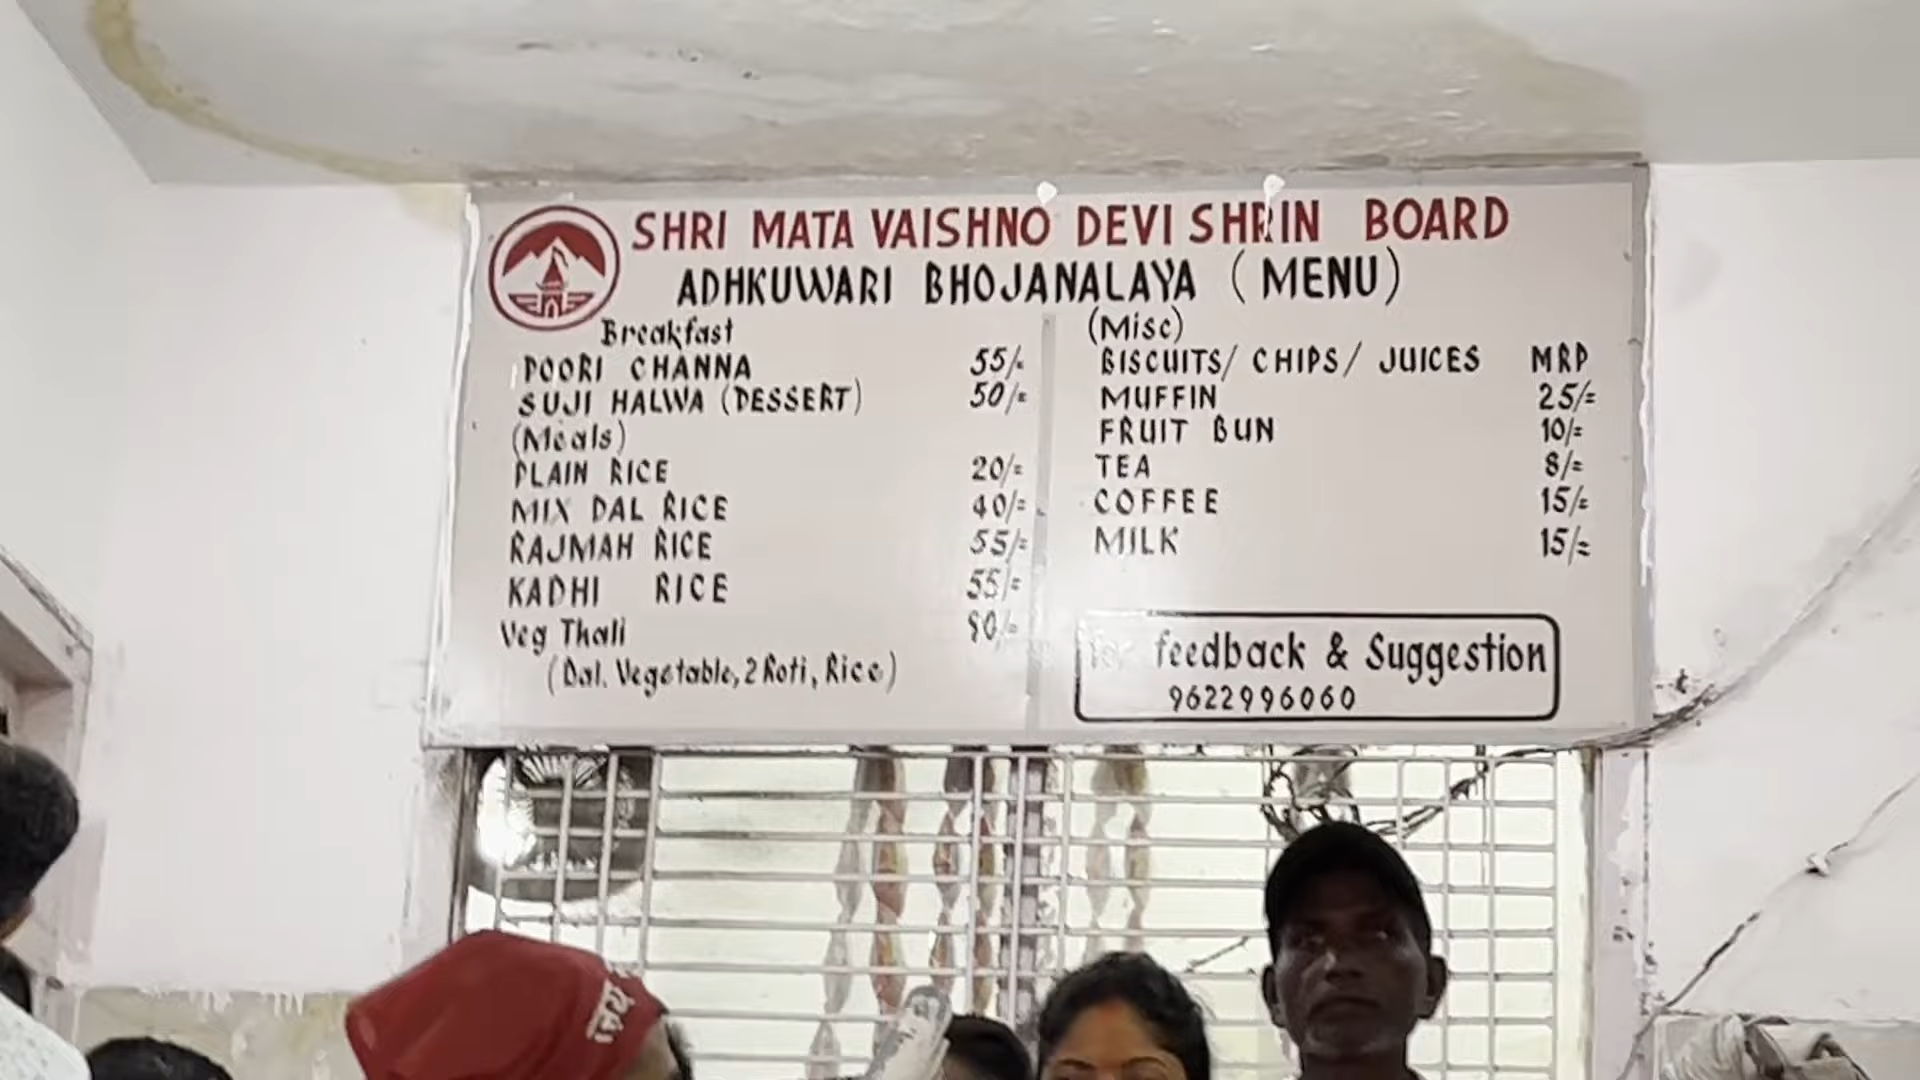 SHRI MATA VAISHNO DEVI SHRIN BOARD
ADHKUWARI BHOJANALAYA (MENU)
Breakfast
POORI CHANNA 55/-
SUJI HALWA (DESSERT) 50/=
(Meals)
PLAIN RICE 20/=
MIX DAL RICE 40/=
RAJMAH RICE 55/=
KADHI RICE 55/=
Veg Thali
(Dal, Vegetable, 2 Roti, Rice)
(Misc)
BISCUITS/ CHIPS/ JUICES MRP
MUFFIN 25/=
FRUIT BUN 10/=
TEA 8/=
COFFEE 15/=
MILK 15/=
for feedback & Suggestion
9622996060
जय